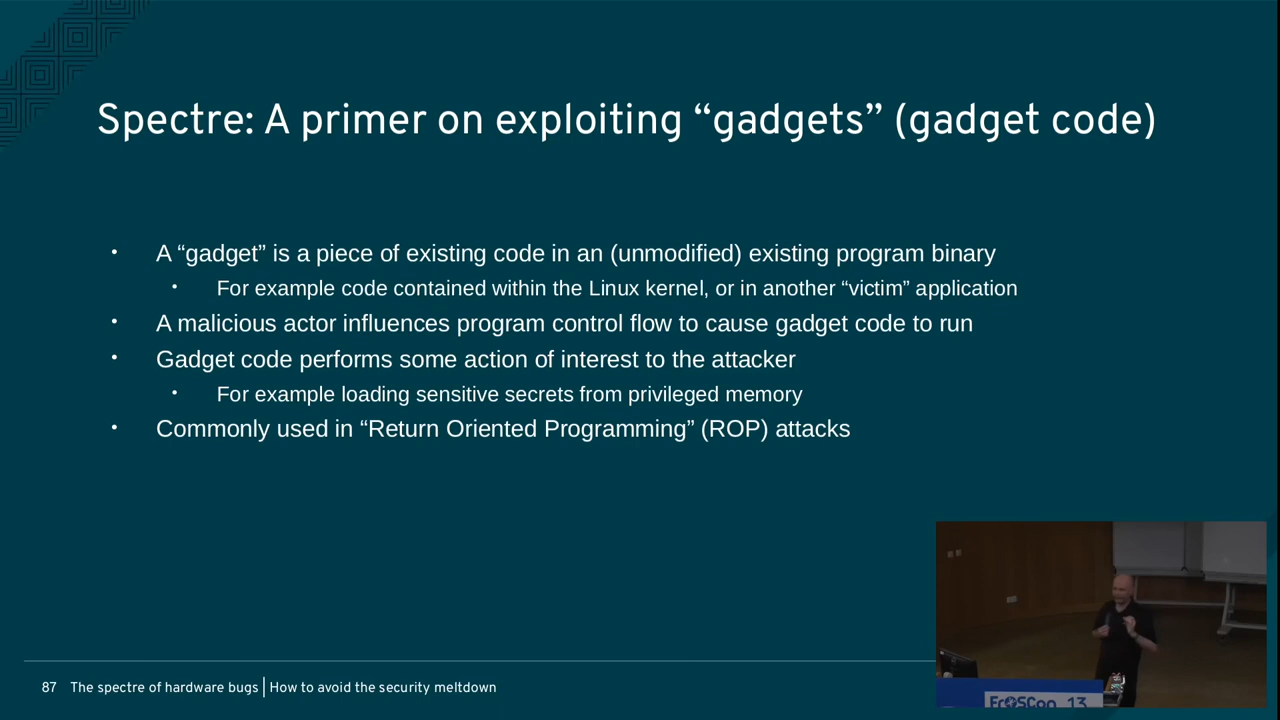 Spectre: A primer on exploiting “gadgets” (gadget code)
• A “gadget” is a piece of existing code in an (unmodified) existing program binary
• For example code contained within the Linux kernel, or in another “victim” application
• A malicious actor influences program control flow to cause gadget code to run
• Gadget code performs some action of interest to the attacker
• For example loading sensitive secrets from privileged memory
• Commonly used in “Return Oriented Programming” (ROP) attacks
87 The spectre of hardware bugs | How to avoid the security meltdown
FrOSCon 13